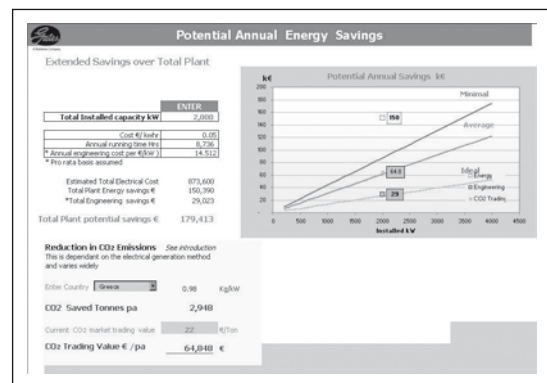 Gates
Potential Annual Energy Savings
Extended Savings over Total Plant
ENTER
Total Installed capacity kW 2,000
Cost €/ kwhr 0.05
Annual running time Hrs 8,736
* Annual engineering cost per €/kW ) 14.512
* Pro rata basis assumed
Estimated Total Electrical Cost 873,600
Total Plant Energy savings € 150,390
*Total Engineering savings € 29,023
Total Plant potential savings € 179,413
Reduction in CO2 Emissions See introduction
This is dependant on the electrical generation method
and varies widely
Enter Country Greece 0.98 Kg/kW
CO2 Saved Tonnes pa 2,948
Current CO2 market trading value 22 €/Ton
CO2 Trading Value € /pa 64,848 €
k€ Potential Annual Savings k€
200
180
160
140
120
100
80
60
40
20
-
Minimal
Average
Ideal
150
64.8
29
Energy
Engineering
CO2 Trading
0 500 1000 1500 2000 2500 3000 3500 4000 4500
Installed kW